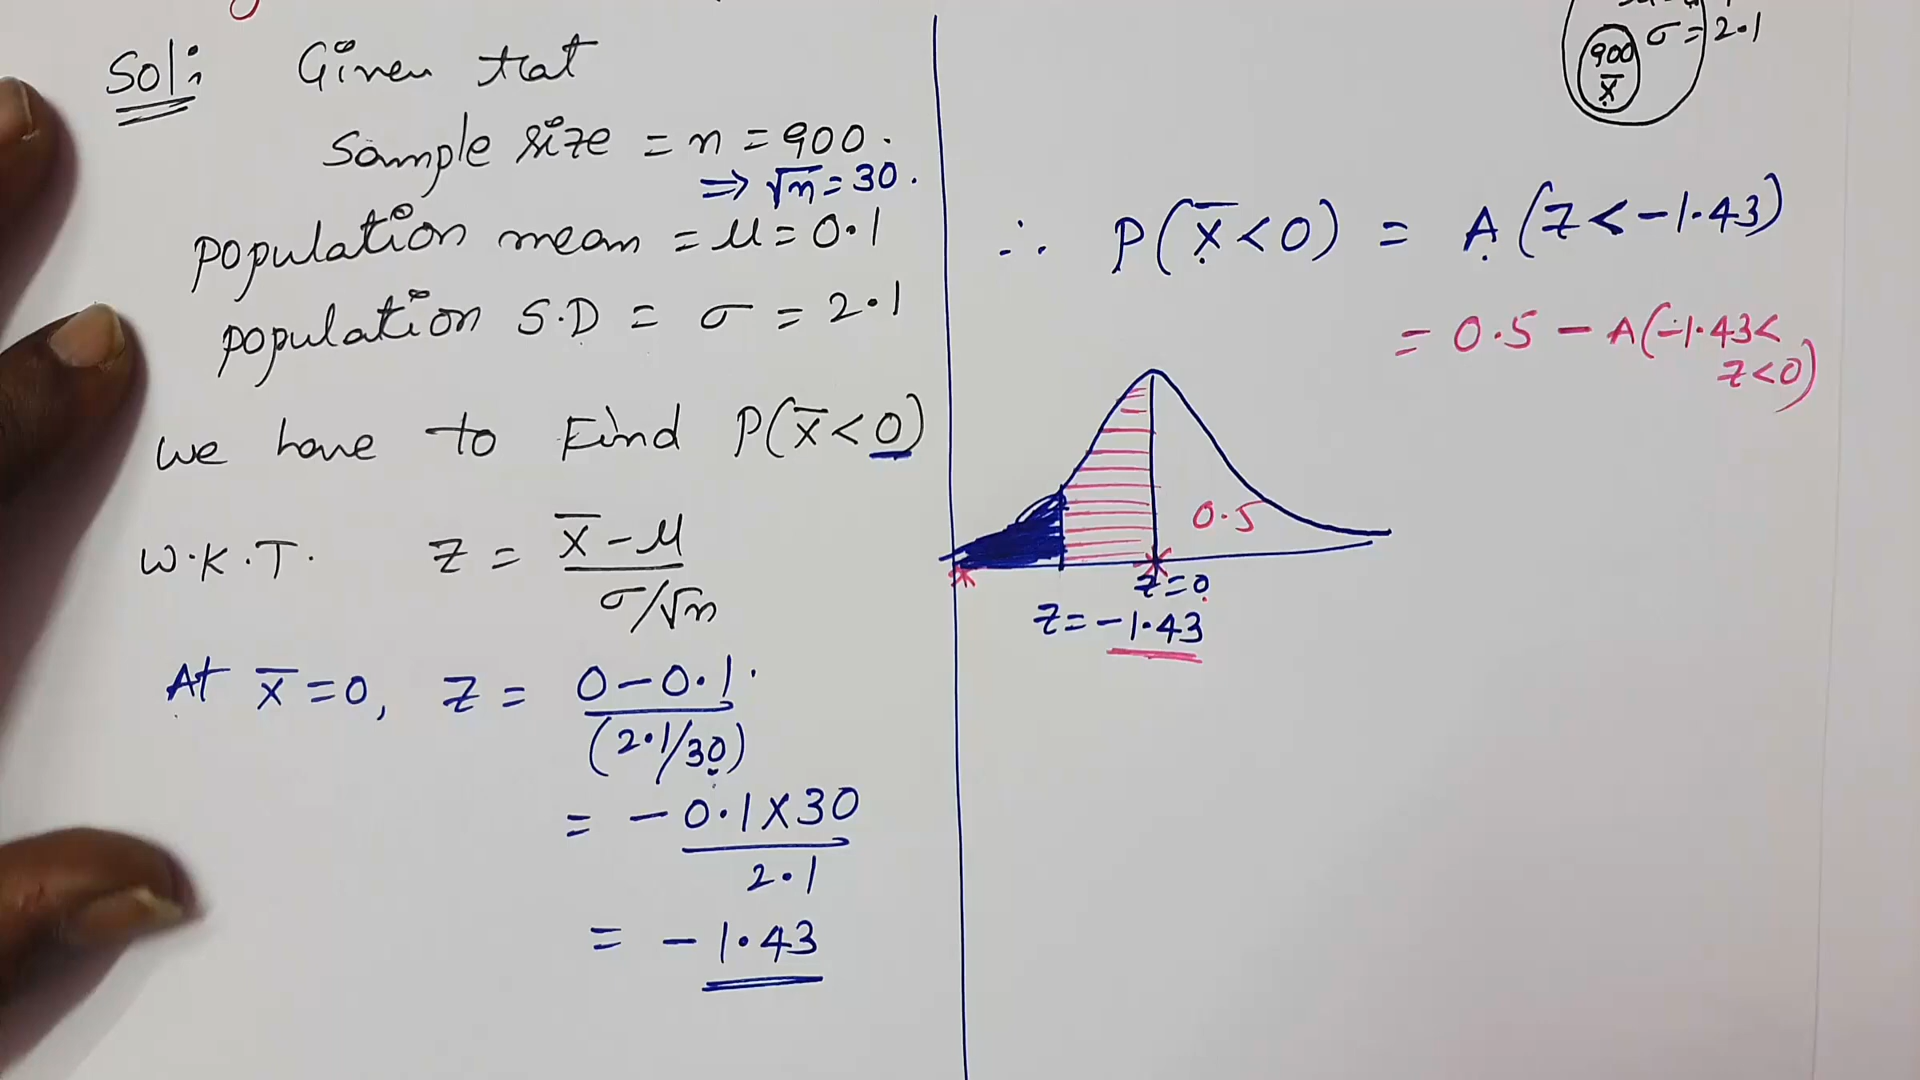 Sol:
Given that
Sample size = n = 900.
⇒ √n = 30.
population mean = μ = 0.1
population S.D = σ = 2.1
we have to Find P(x̄ < 0)
W.K.T. Z = (x̄ - μ) / (σ/√n)
At x̄ = 0, Z = (0 - 0.1) / (2.1/30)
= - (0.1 X 30) / 2.1
= - 1.43
σ = 2.1
900
x̄
∴ P(x̄ < 0) = A(Z < -1.43)
= 0.5 - A(-1.43 <
Z < 0)
0.5
Z = 0
Z = -1.43